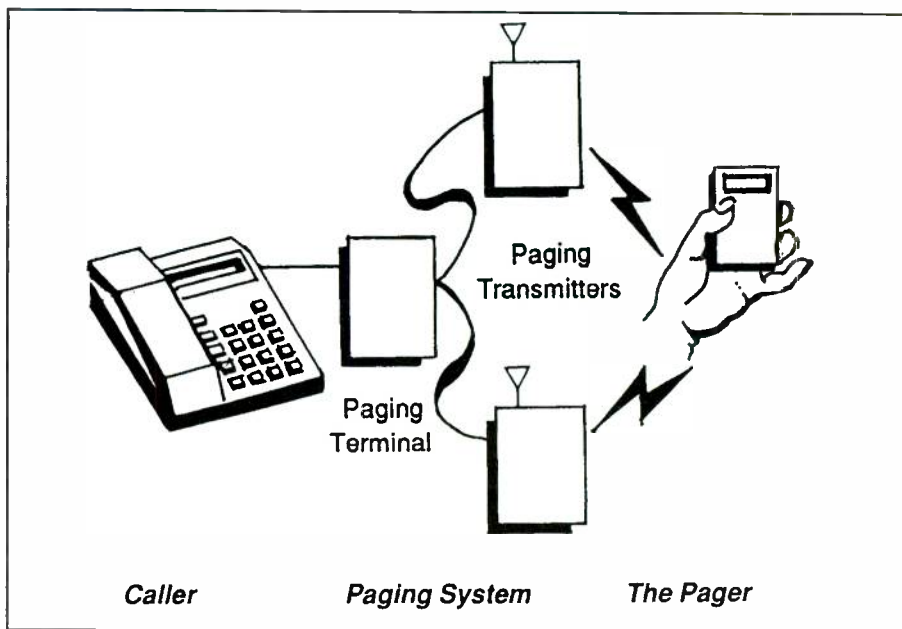 Paging
Transmitters
Paging
Terminal
Caller
Paging System
The Pager